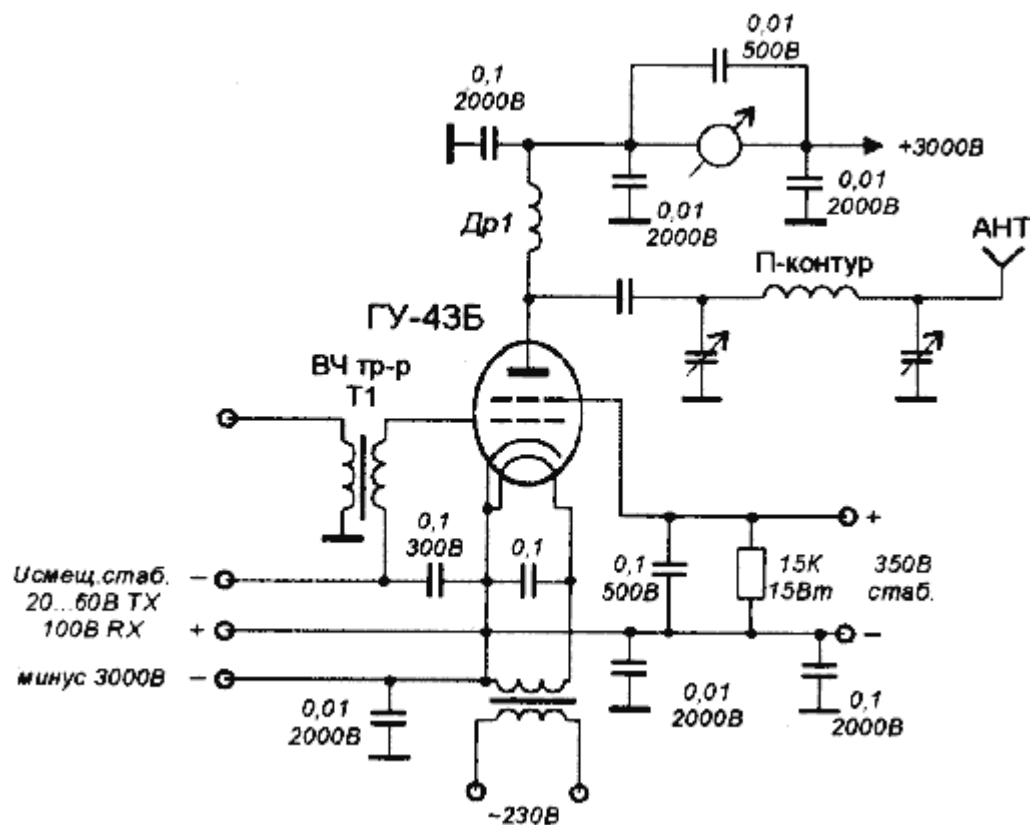 0,01
500В
0,1
2000В
+3000В
0,01
2000В
0,01
2000В
Др1
АНТ
П-контур
ГУ-43Б
ВЧ тр-р
Т1
0,1
300В
0,1
Uсмещ.стаб.
20...60В TX
100В RX
–
+
0,1
500В
15К
15Вт
350В
стаб.
+
–
минус 3000В
–
0,01
2000В
0,01
2000В
0,1
2000В
~230В